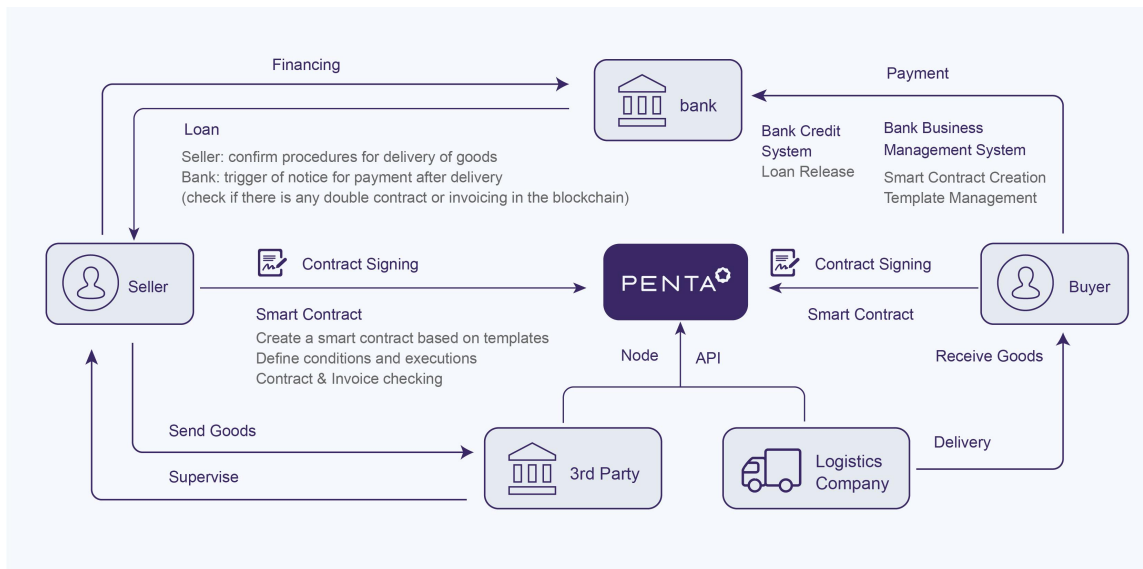 Financing
bank
Payment
Loan
Seller: confirm procedures for delivery of goods
Bank: trigger of notice for payment after delivery
(check if there is any double contract or invoicing in the blockchain)
Bank Credit
System
Loan Release
Bank Business
Management System
Smart Contract Creation
Template Management
Seller
Contract Signing
Smart Contract
Create a smart contract based on templates
Define conditions and executions
Contract & Invoice checking
PENTA
Contract Signing
Smart Contract
Buyer
Node
API
Receive Goods
Send Goods
Supervise
3rd Party
Logistics
Company
Delivery